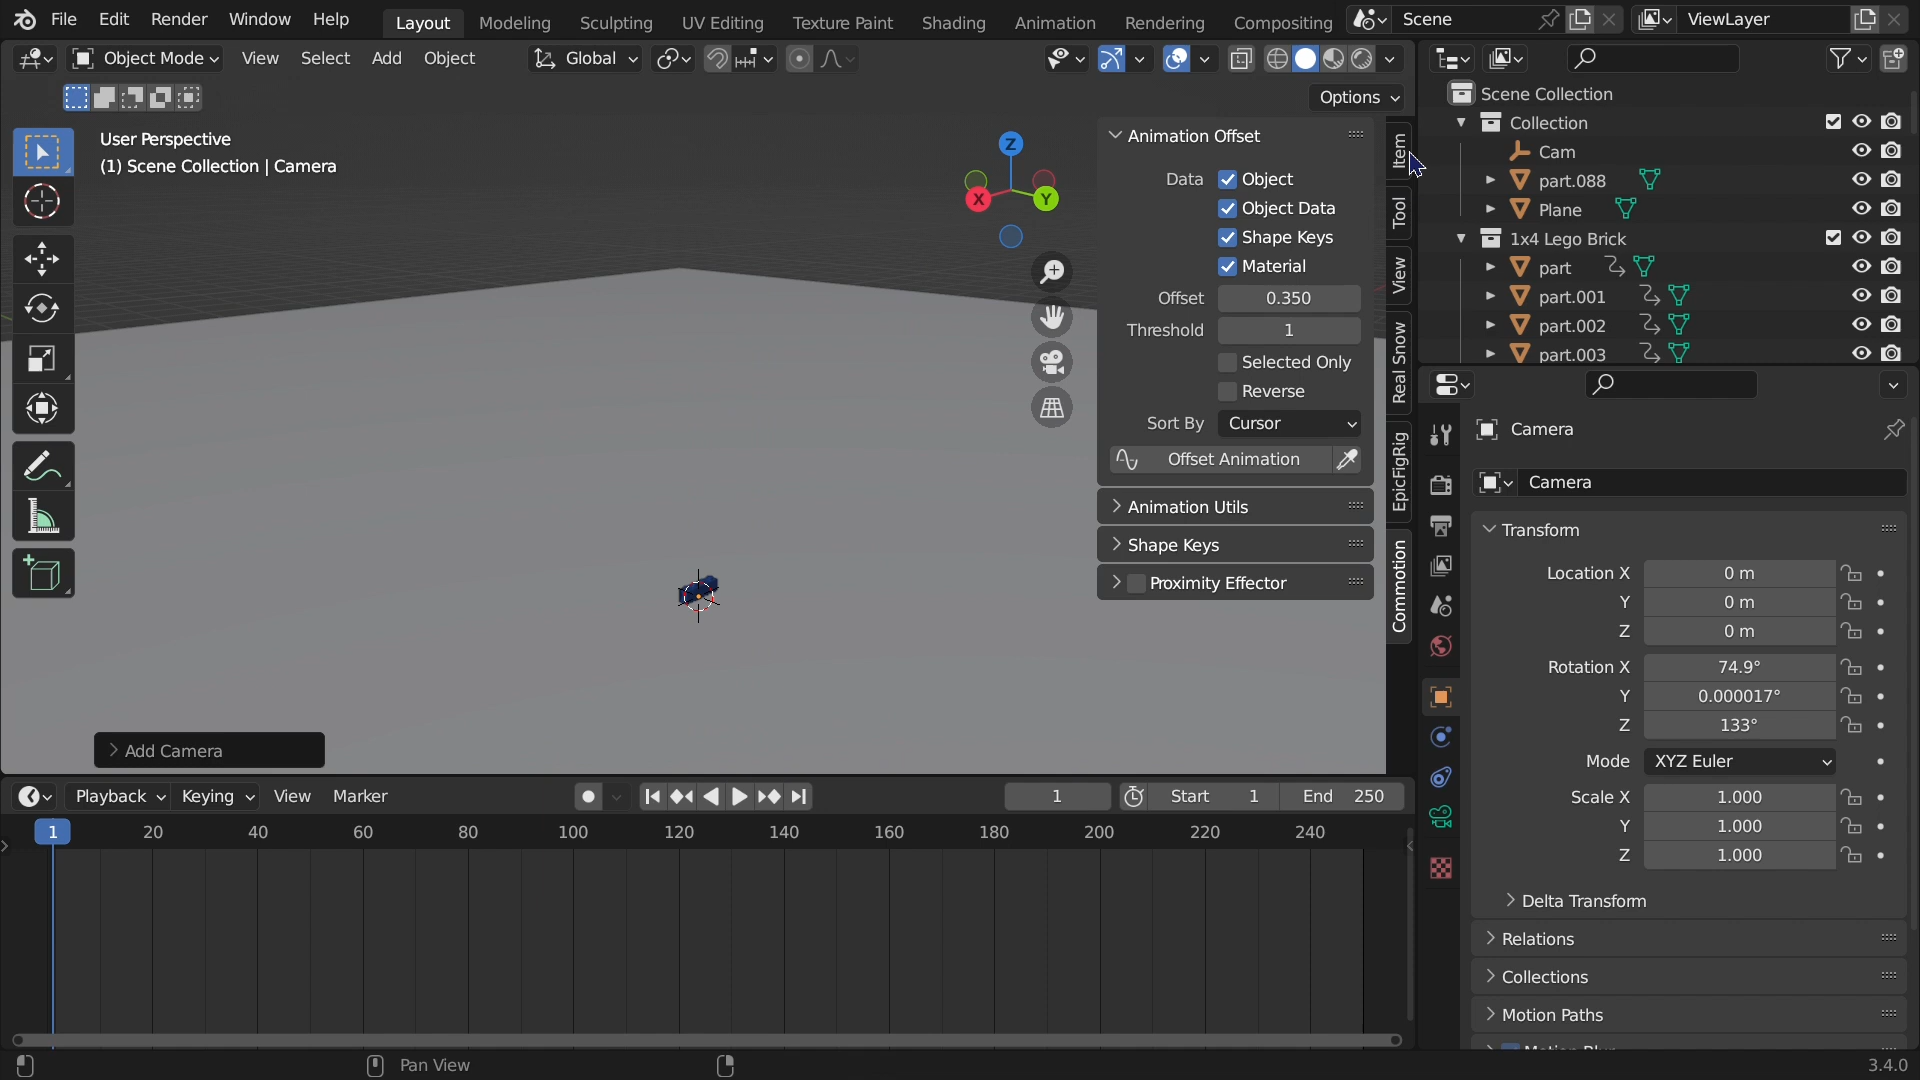 File Edit Render Window Help Layout Modeling Sculpting UV Editing Texture Paint Shading Animation Rendering Compositing Scene ViewLayer
Object Mode View Select Add Object Global
Options
User Perspective
(1) Scene Collection | Camera
Z
X
Y
Animation Offset
Data Object
Object Data
Shape Keys
Material
Offset 0.350
Threshold 1
Selected Only
Reverse
Sort By Cursor
Offset Animation
Animation Utils
Shape Keys
Proximity Effector
Item
Tool
View
Real Snow
EpicFigRig
Commotion
Add Camera
Scene Collection
Collection
Cam
part.088
Plane
1x4 Lego Brick
part
part.001
part.002
part.003
Camera
Camera
Transform
Location X 0 m
Y 0 m
Z 0 m
Rotation X 74.9°
Y 0.000017°
Z 133°
Mode XYZ Euler
Scale X 1.000
Y 1.000
Z 1.000
Delta Transform
Relations
Collections
Motion Paths
Playback Keying View Marker 1 Start 1 End 250
1 20 40 60 80 100 120 140 160 180 200 220 240
Pan View
3.4.0